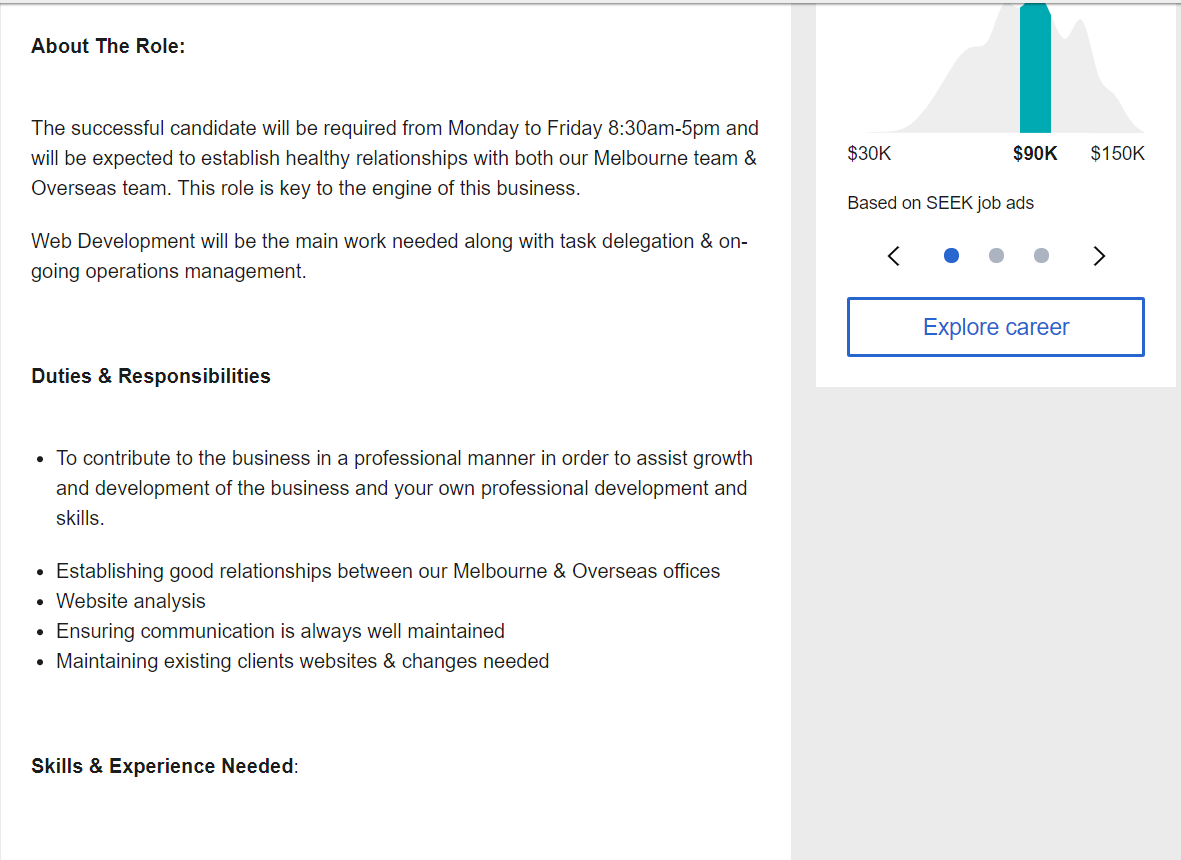 About The Role:
The successful candidate will be required from Monday to Friday 8:30am-5pm and
will be expected to establish healthy relationships with both our Melbourne team &
Overseas team. This role is key to the engine of this business.
Web Development will be the main work needed along with task delegation & on-
going operations management.
Duties & Responsibilities
To contribute to the business in a professional manner in order to assist growth
and development of the business and your own professional development and
skills.
Establishing good relationships between our Melbourne & Overseas offices
Website analysis
Ensuring communication is always well maintained
Maintaining existing clients websites & changes needed
Skills & Experience Needed:
$30K $90K $150K
Based on SEEK job ads
Explore career